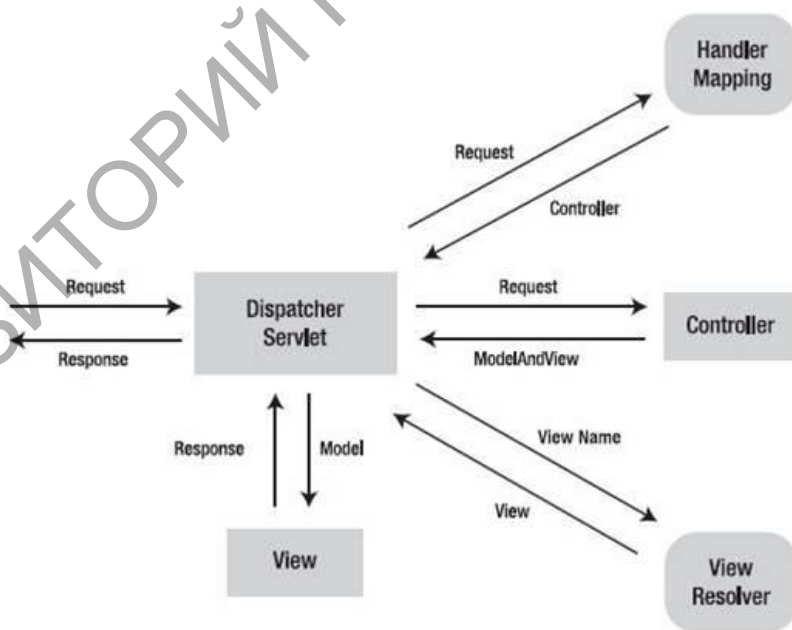 Handler
Mapping
Request
Controller
Request
Response
Dispatcher
Servlet
Request
ModelAndView
Controller
Response
Model
View Name
View
View
View
Resolver